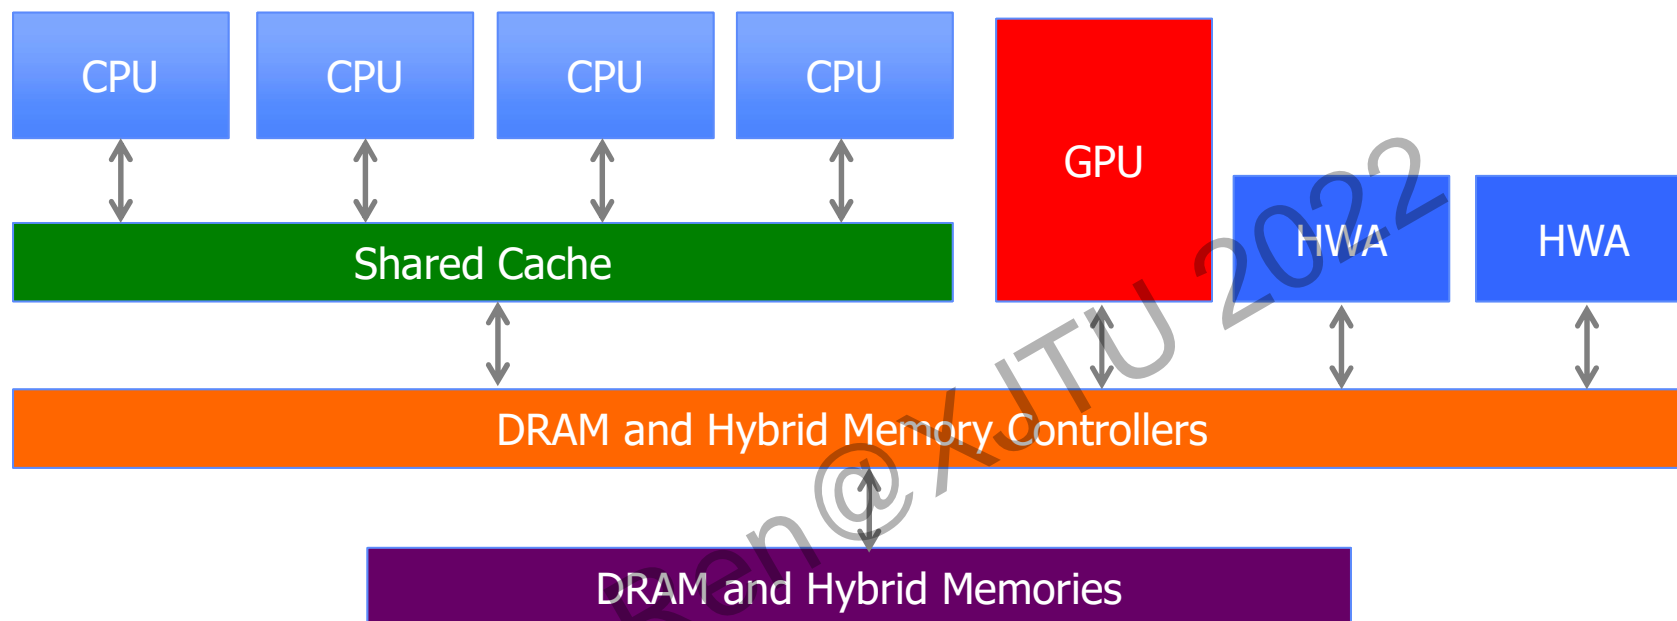 CPU
CPU
CPU
CPU
GPU
HWA
HWA
Shared Cache
DRAM and Hybrid Memory Controllers
DRAM and Hybrid Memories
Ren@XJTU 2022